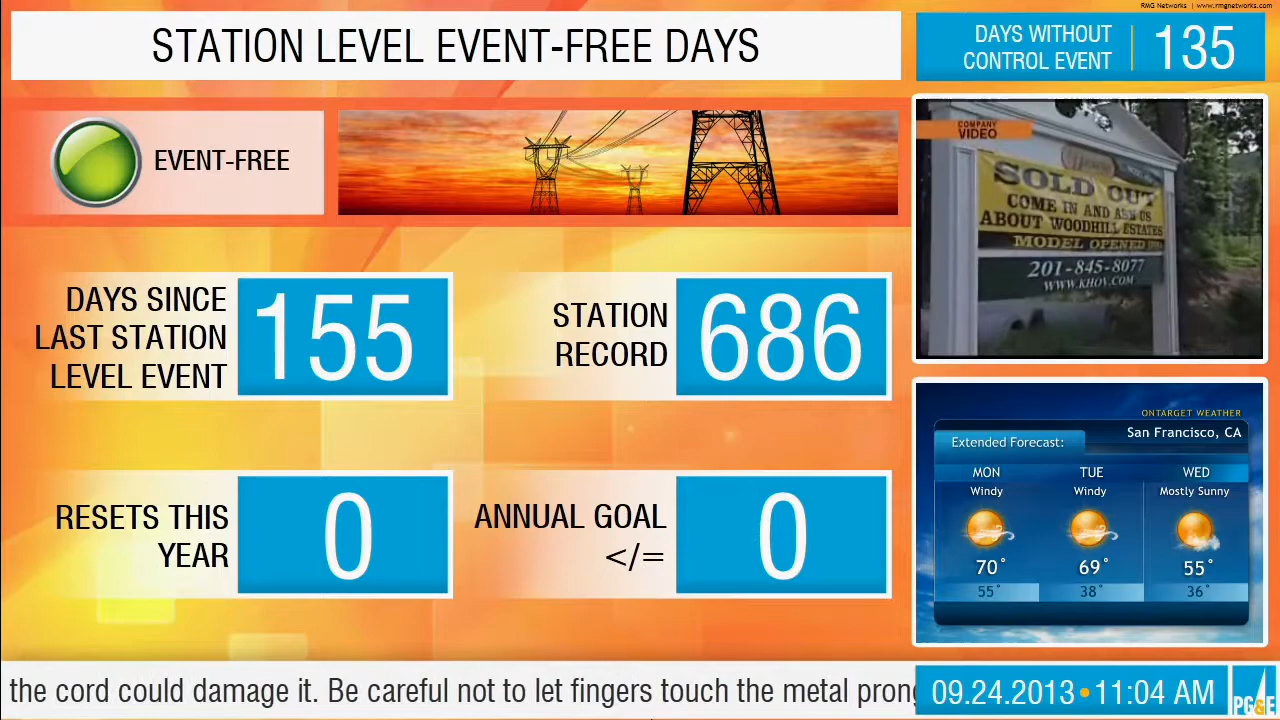 RMG Networks | www.rmgnetworks.com
STATION LEVEL EVENT-FREE DAYS
DAYS WITHOUT
CONTROL EVENT
135
EVENT-FREE
COMPANY
VIDEO
SOLD OUT
COME IN AND ASK US
ABOUT WOODHILL ESTATES
MODEL OPENED
201-845-8077
WWW.KHOV.COM
DAYS SINCE
LAST STATION
LEVEL EVENT
155
STATION
RECORD
686
RESETS THIS
YEAR
0
ANNUAL GOAL
</=
0
ONTARGET WEATHER
San Francisco, CA
Extended Forecast:
MON TUE WED
Windy Windy Mostly Sunny
70° 69° 55°
55° 38° 36°
the cord could damage it. Be careful not to let fingers touch the metal prong
09.24.2013 • 11:04 AM
PG&E